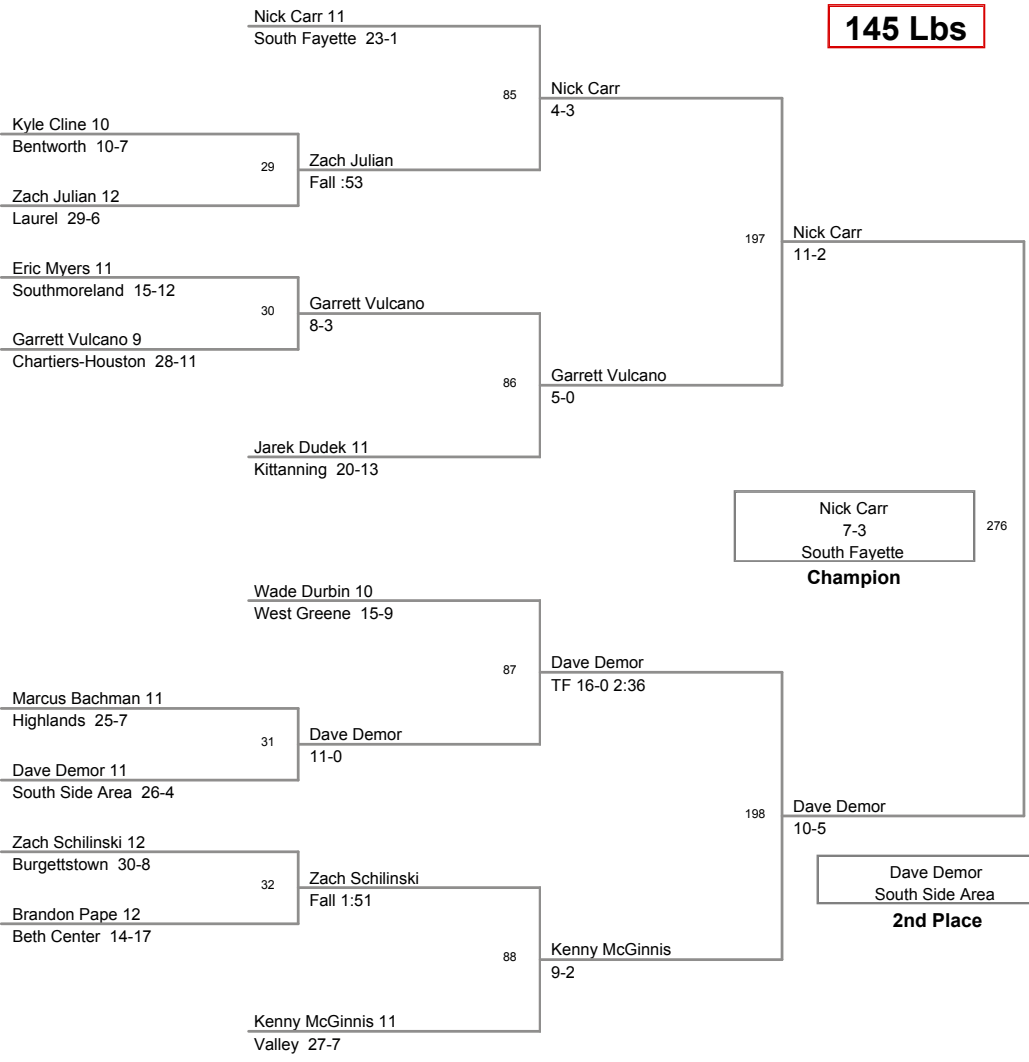 145 Lbs
Nick Carr 11
South Fayette 23-1
85
Nick Carr
4-3
Kyle Cline 10
Bentworth 10-7
29
Zach Julian
Fall :53
Zach Julian 12
Laurel 29-6
197
Nick Carr
11-2
Eric Myers 11
Southmoreland 15-12
30
Garrett Vulcano
8-3
Garrett Vulcano 9
Chartiers-Houston 28-11
86
Garrett Vulcano
5-0
Jarek Dudek 11
Kittanning 20-13
Nick Carr
7-3
South Fayette
276
Champion
Wade Durbin 10
West Greene 15-9
87
Dave Demor
TF 16-0 2:36
Marcus Bachman 11
Highlands 25-7
31
Dave Demor
11-0
Dave Demor 11
South Side Area 26-4
198
Dave Demor
10-5
Zach Schilinski 12
Burgettstown 30-8
32
Zach Schilinski
Fall 1:51
Dave Demor
South Side Area
2nd Place
Brandon Pape 12
Beth Center 14-17
88
Kenny McGinnis
9-2
Kenny McGinnis 11
Valley 27-7